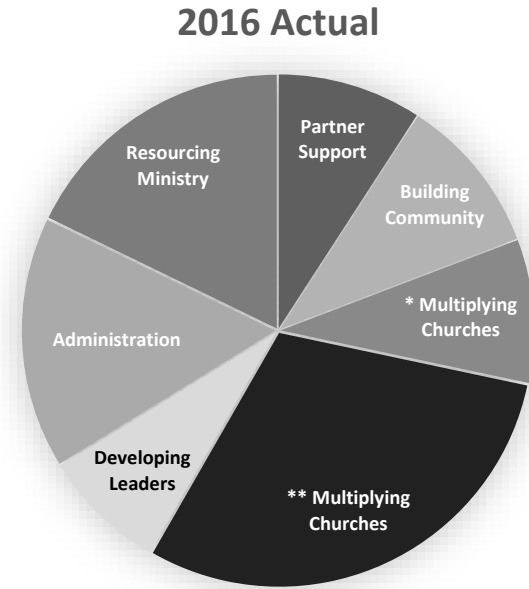 2016 Actual
Partner
Support
Building
Community
* Multiplying
Churches
** Multiplying
Churches
Developing
Leaders
Administration
Resourcing
Ministry